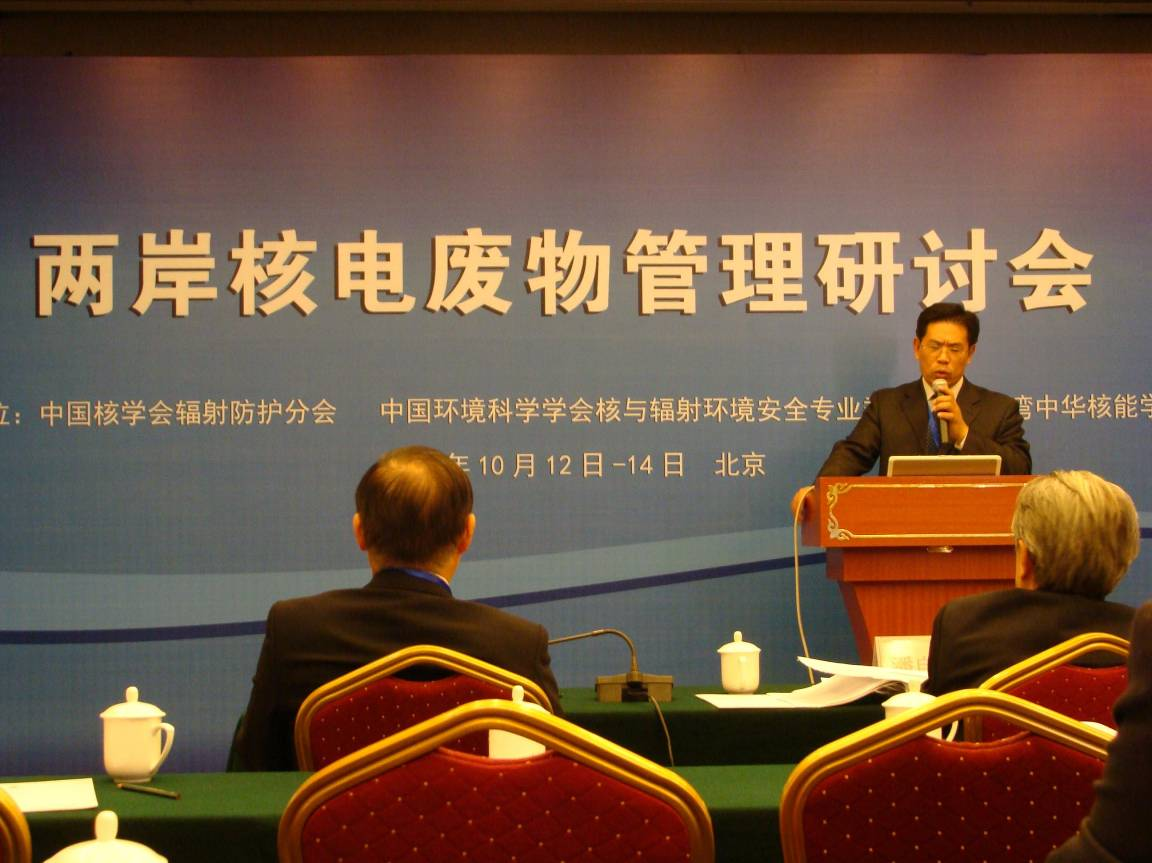 两岸核电废物管理研讨会
位：中国核学会辐射防护分会 中国环境科学学会核与辐射环境安全专业 湾中华核能学
年10月12日-14日 北京